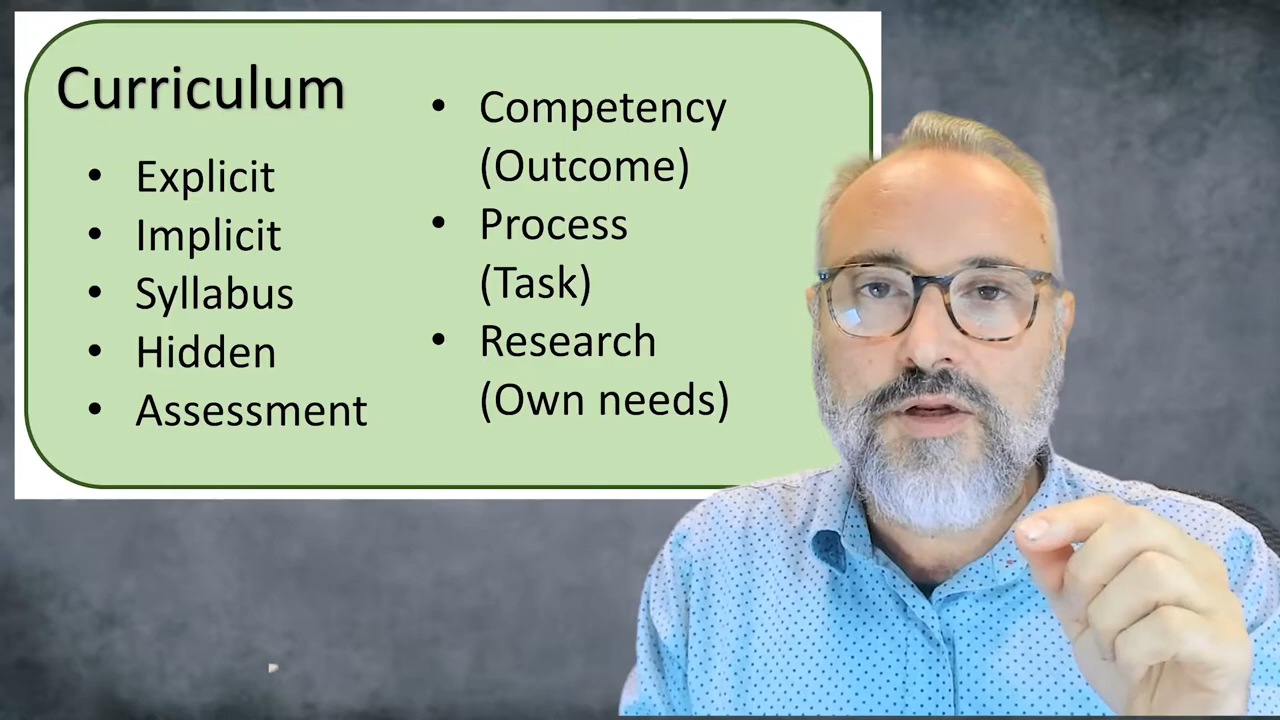 Curriculum
• Explicit
• Implicit
• Syllabus
• Hidden
• Assessment
• Competency
(Outcome)
• Process
(Task)
• Research
(Own needs)